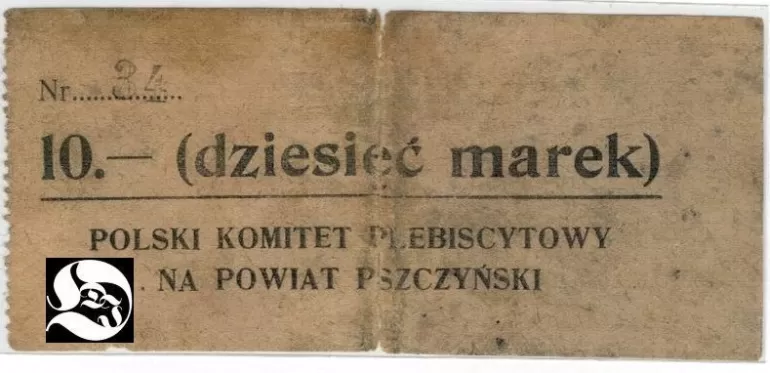 Nr. 34
10.— (dziesięć marek)
POLSKI KOMITET PLEBISCYTOWY
NA POWIAT PSZCZYŃSKI